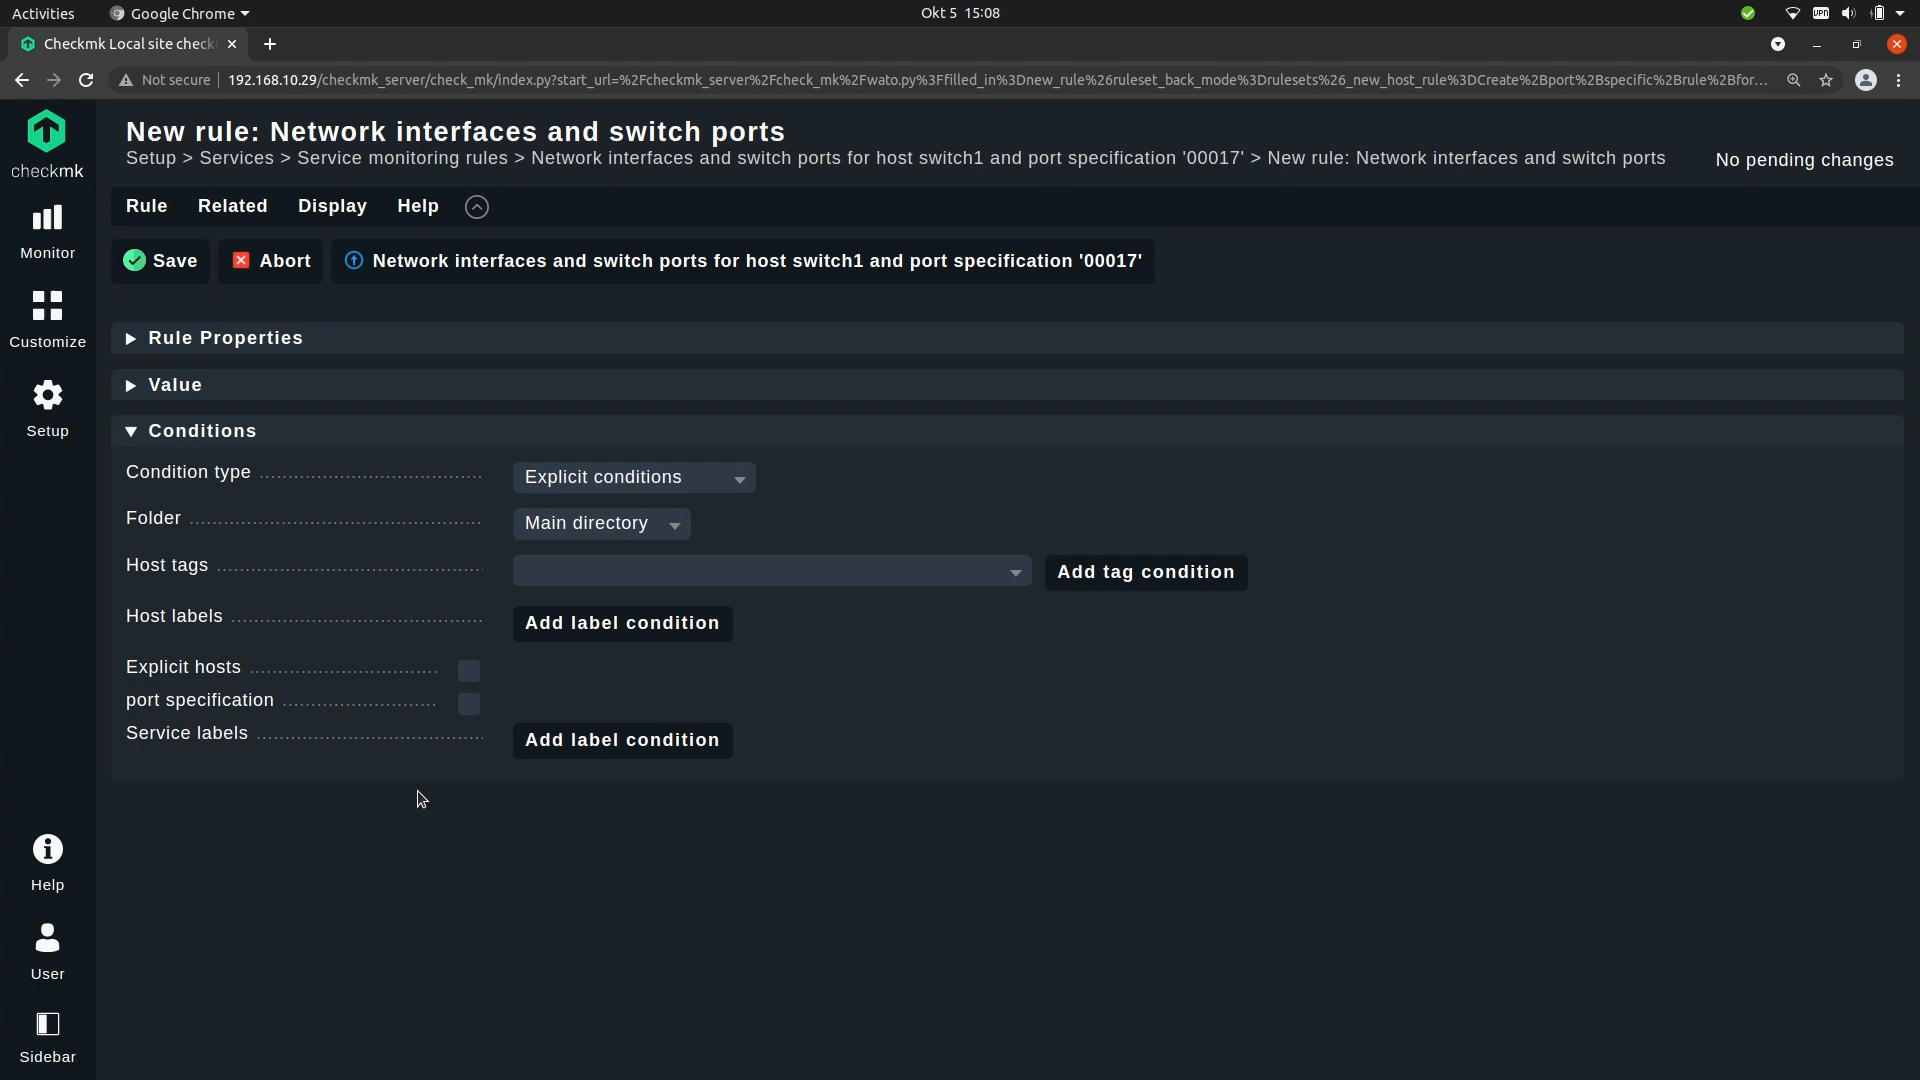 Activities
Google Chrome
Okt 5 15:08
VPN
Checkmk Local site check
Not secure
192.168.10.29/checkmk_server/check_mk/index.py?start_url=%2Fcheckmk_server%2Fcheck_mk%2Fwato.py%3Ffilled_in%3Dnew_rule%26ruleset_back_mode%3Drulesets%26_new_host_rule%3DCreate%2Bport%2Bspecific%2Brule%2Bfor...
New rule: Network interfaces and switch ports
Setup > Services > Service monitoring rules > Network interfaces and switch ports for host switch1 and port specification '00017' > New rule: Network interfaces and switch ports
No pending changes
checkmk
Rule Related Display Help
Save
Abort
Network interfaces and switch ports for host switch1 and port specification '00017'
Monitor
Customize
Setup
Rule Properties
Value
Conditions
Condition type
Explicit conditions
Folder
Main directory
Host tags
Add tag condition
Host labels
Add label condition
Explicit hosts
port specification
Service labels
Add label condition
Help
User
Sidebar